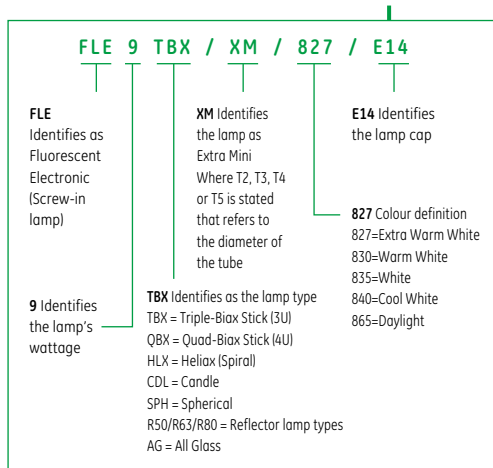 FLE 9 TBX / XM / 827 / E14
FLE
Identifies as
Fluorescent
Electronic
(Screw-in
lamp)
XM Identifies
the lamp as
Extra Mini
Where T2, T3, T4
or T5 is stated
that refers to
the diameter of
the tube
E14 Identifies
the lamp cap
827 Colour definition
827=Extra Warm White
830=Warm White
835=White
840=Cool White
865=Daylight
9 Identifies
the lamp's
wattage
TBX Identifies as the lamp type
TBX = Triple-Biax Stick (3U)
QBX = Quad-Biax Stick (4U)
HLX = Heliax (Spiral)
CDL = Candle
SPH = Spherical
R50/R63/R80 = Reflector lamp types
AG = All Glass